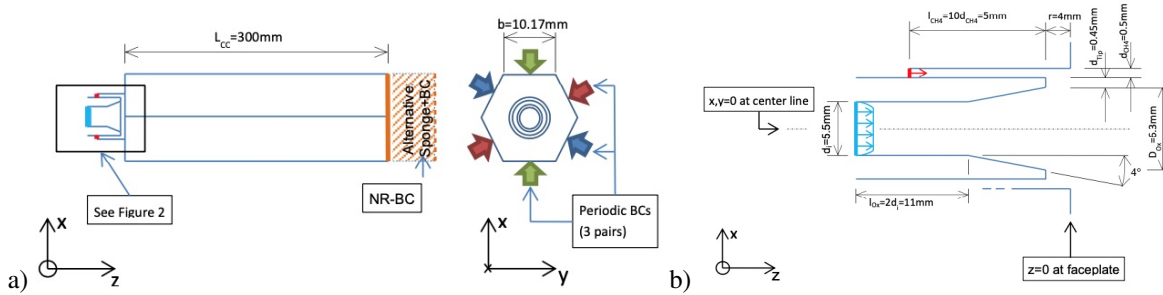 L_CC=300mm
Alternative
Sponge+BC
See Figure 2
NR-BC
x
z
a)
b=10.17mm
Periodic BCs
(3 pairs)
x
y
b)
l_CH4=10d_CH4=5mm
r=4mm
d_Tip=0.45mm
d_CH4=0.5mm
x,y=0 at center line
d_i=5.5mm
D_Ox=6.3mm
4°
l_Ox=2d_i=11mm
x
z
z=0 at faceplate